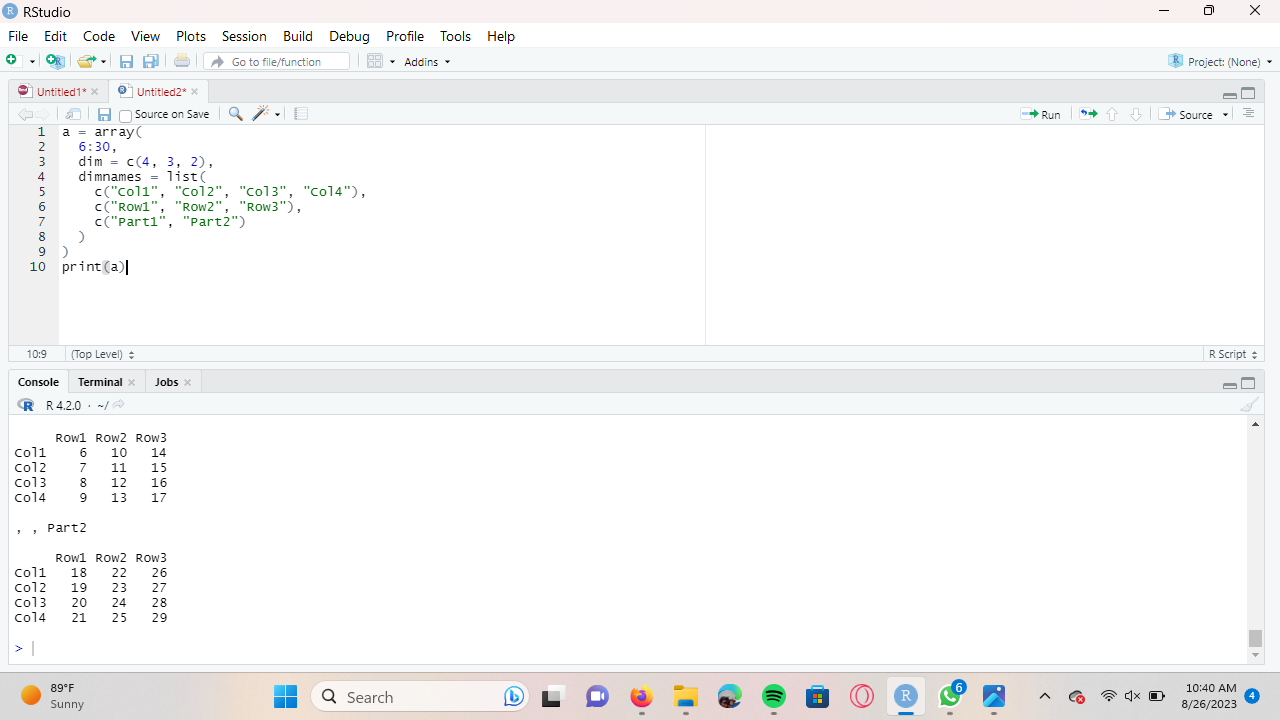 RStudio
File Edit Code View Plots Session Build Debug Profile Tools Help
Go to file/function Addins Project: (None)
Untitled1* Untitled2*
Source on Save Run Source
1 a = array(
2   6:30,
3   dim = c(4, 3, 2),
4   dimnames = list(
5     c("Col1", "Col2", "Col3", "Col4"),
6     c("Row1", "Row2", "Row3"),
7     c("Part1", "Part2")
8   )
9 )
10 print(a)
10:9 (Top Level) R Script
Console Terminal Jobs
R R 4.2.0 · ~/
     Row1 Row2 Row3
Col1    6   10   14
Col2    7   11   15
Col3    8   12   16
Col4    9   13   17
, , Part2
     Row1 Row2 Row3
Col1   18   22   26
Col2   19   23   27
Col3   20   24   28
Col4   21   25   29
>
89°F
Sunny
Search
6
10:40 AM
8/26/2023
4